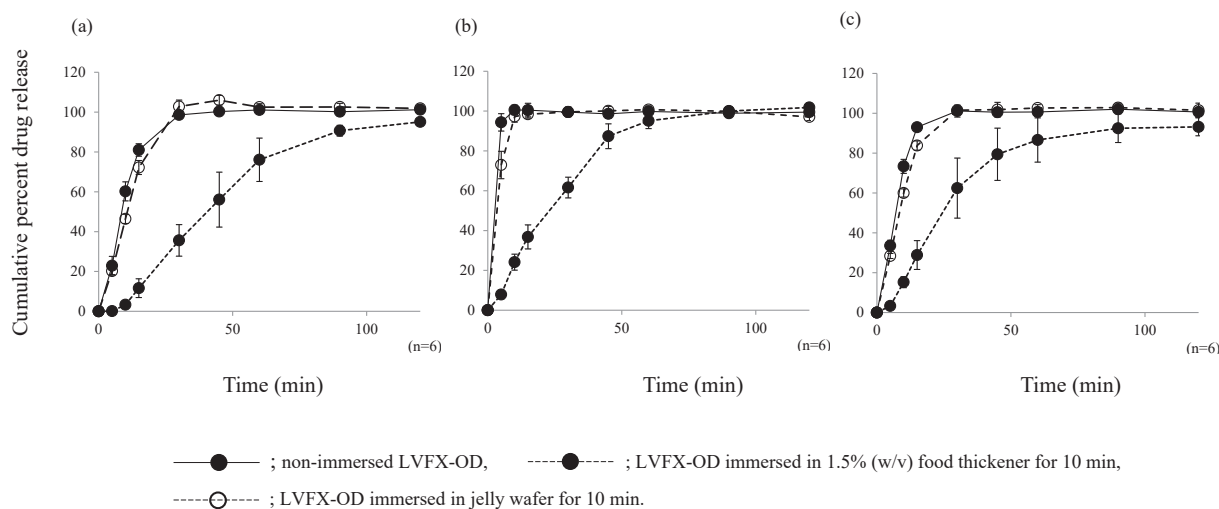 (a)
(b)
(c)
Cumulative percent drug release
120
100
80
60
40
20
0
0
50
100
(n=6)
Time (min)
120
100
80
60
40
20
0
0
50
100
(n=6)
Time (min)
120
100
80
60
40
20
0
0
50
100
(n=6)
Time (min)
; non-immersed LVFX-OD, ; LVFX-OD immersed in 1.5% (w/v) food thickener for 10 min,
; LVFX-OD immersed in jelly wafer for 10 min.